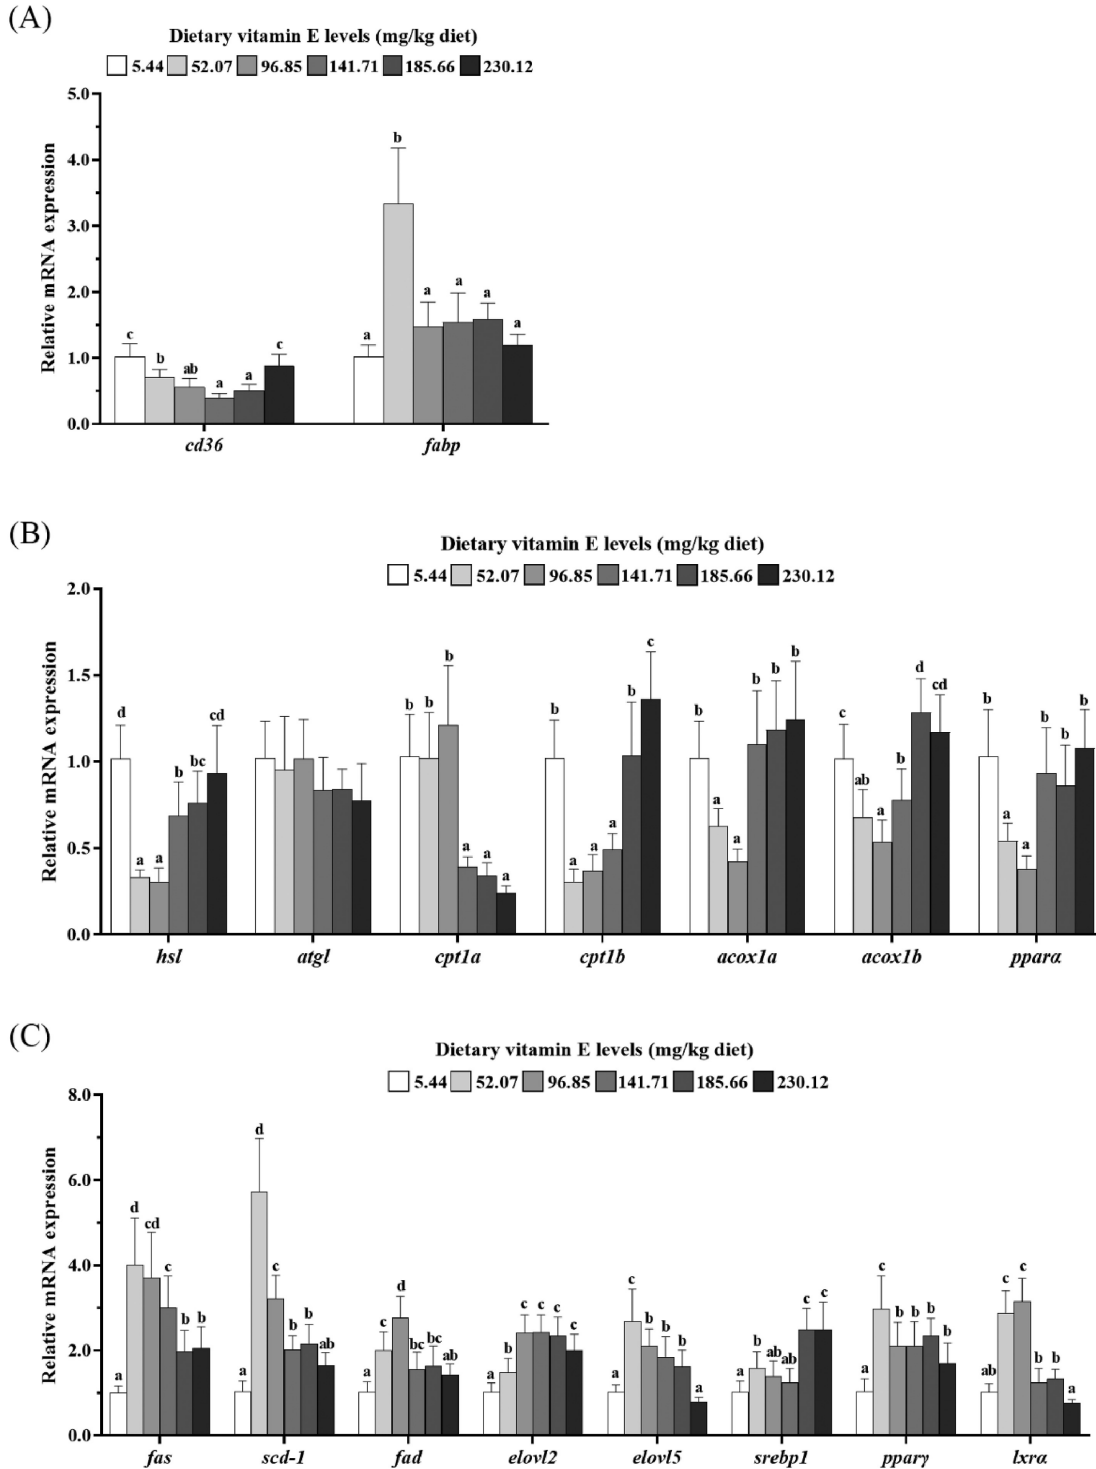 (A)
Dietary vitamin E levels (mg/kg diet)
5.44 52.07 96.85 141.71 185.66 230.12
5.0
4.0
3.0
2.0
1.0
0.0
Relative mRNA expression
c b ab a a c
a b a a a a
cd36 fabp
(B)
Dietary vitamin E levels (mg/kg diet)
5.44 52.07 96.85 141.71 185.66 230.12
2.0
1.5
1.0
0.5
0.0
Relative mRNA expression
d a a b bc cd
b b b a a a
b a a a b c
b a a b b b
c ab a b d cd
b a a b b b
hsl atgl cpt1a cpt1b acox1a acox1b pparα
(C)
Dietary vitamin E levels (mg/kg diet)
5.44 52.07 96.85 141.71 185.66 230.12
8.0
6.0
4.0
2.0
0.0
Relative mRNA expression
a d cd c b b
a d c b b ab
a c d bc bc ab
a b c c c c
a c b b b a
a b ab ab c c
a c b b b b
ab c c b b a
fas scd-1 fad elovl2 elovl5 srebp1 pparγ lxrα